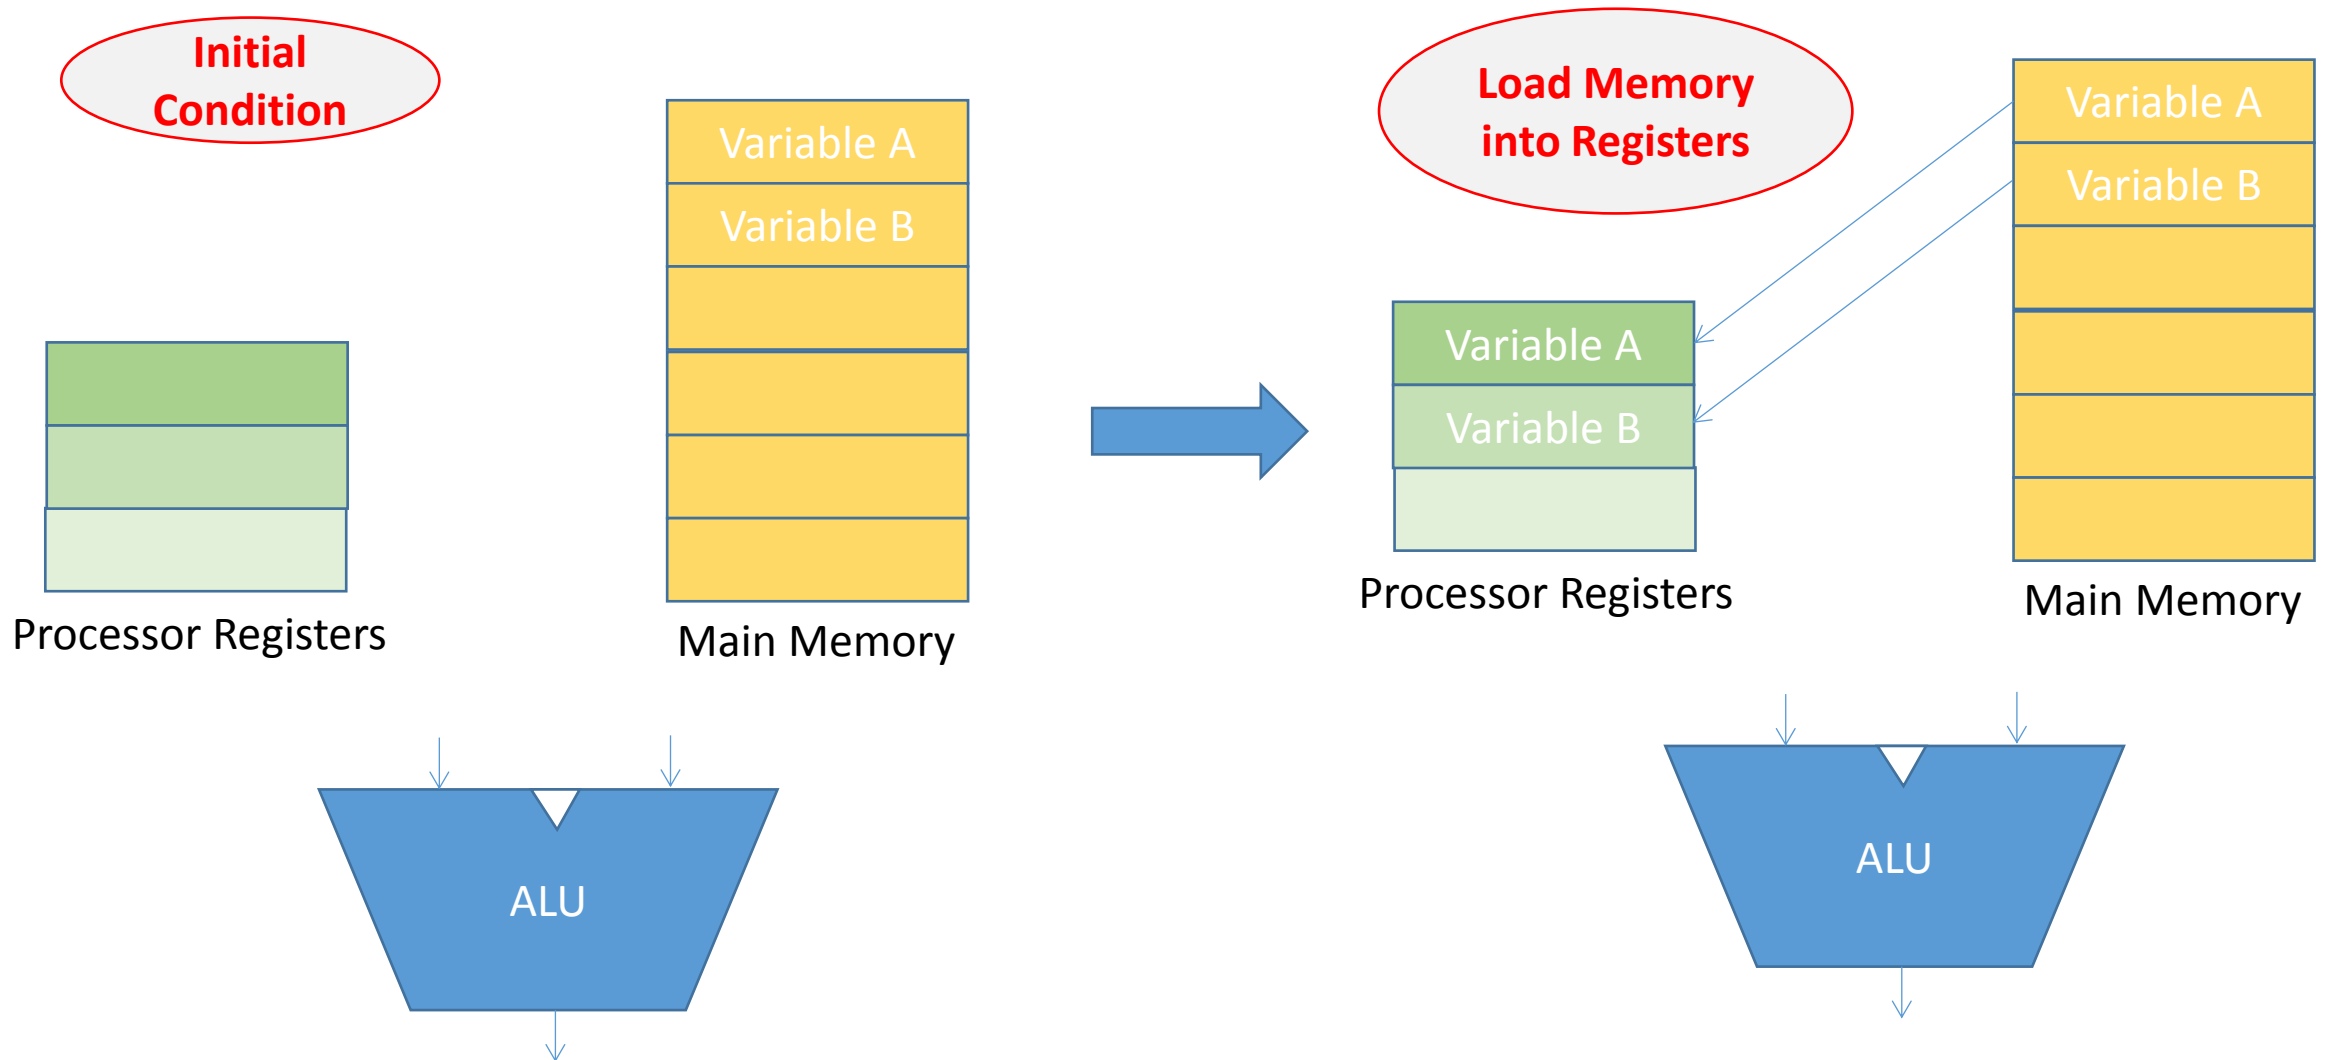 Initial
Condition
Variable A
Variable B
Processor Registers
Main Memory
ALU
Load Memory
into Registers
Variable A
Variable B
Variable A
Variable B
Processor Registers
Main Memory
ALU